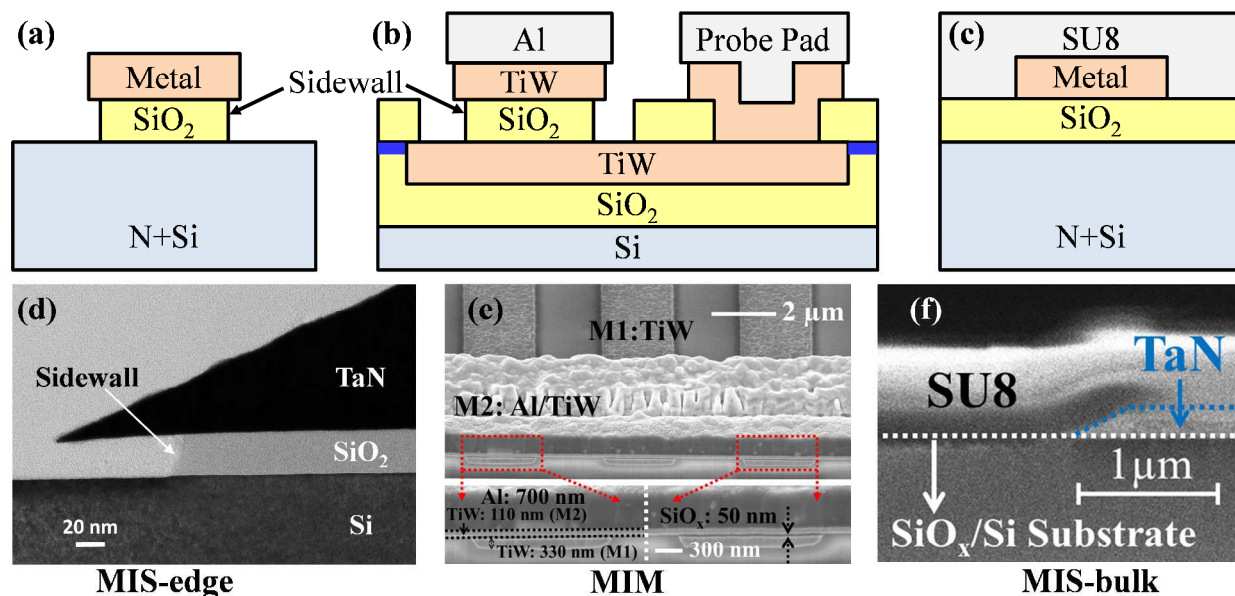 (a)
Metal
SiO₂
N+Si
Sidewall
(b)
Al
Probe Pad
TiW
SiO₂
TiW
SiO₂
Si
(c)
SU8
Metal
SiO₂
N+Si
(d)
Sidewall
TaN
SiO₂
Si
20 nm
MIS-edge
(e)
2 µm
M1:TiW
M2: Al/TiW
Al: 700 nm
TiW: 110 nm (M2)
TiW: 330 nm (M1)
SiOₓ: 50 nm
300 nm
MIM
(f)
TaN
SU8
1µm
SiOₓ/Si Substrate
MIS-bulk